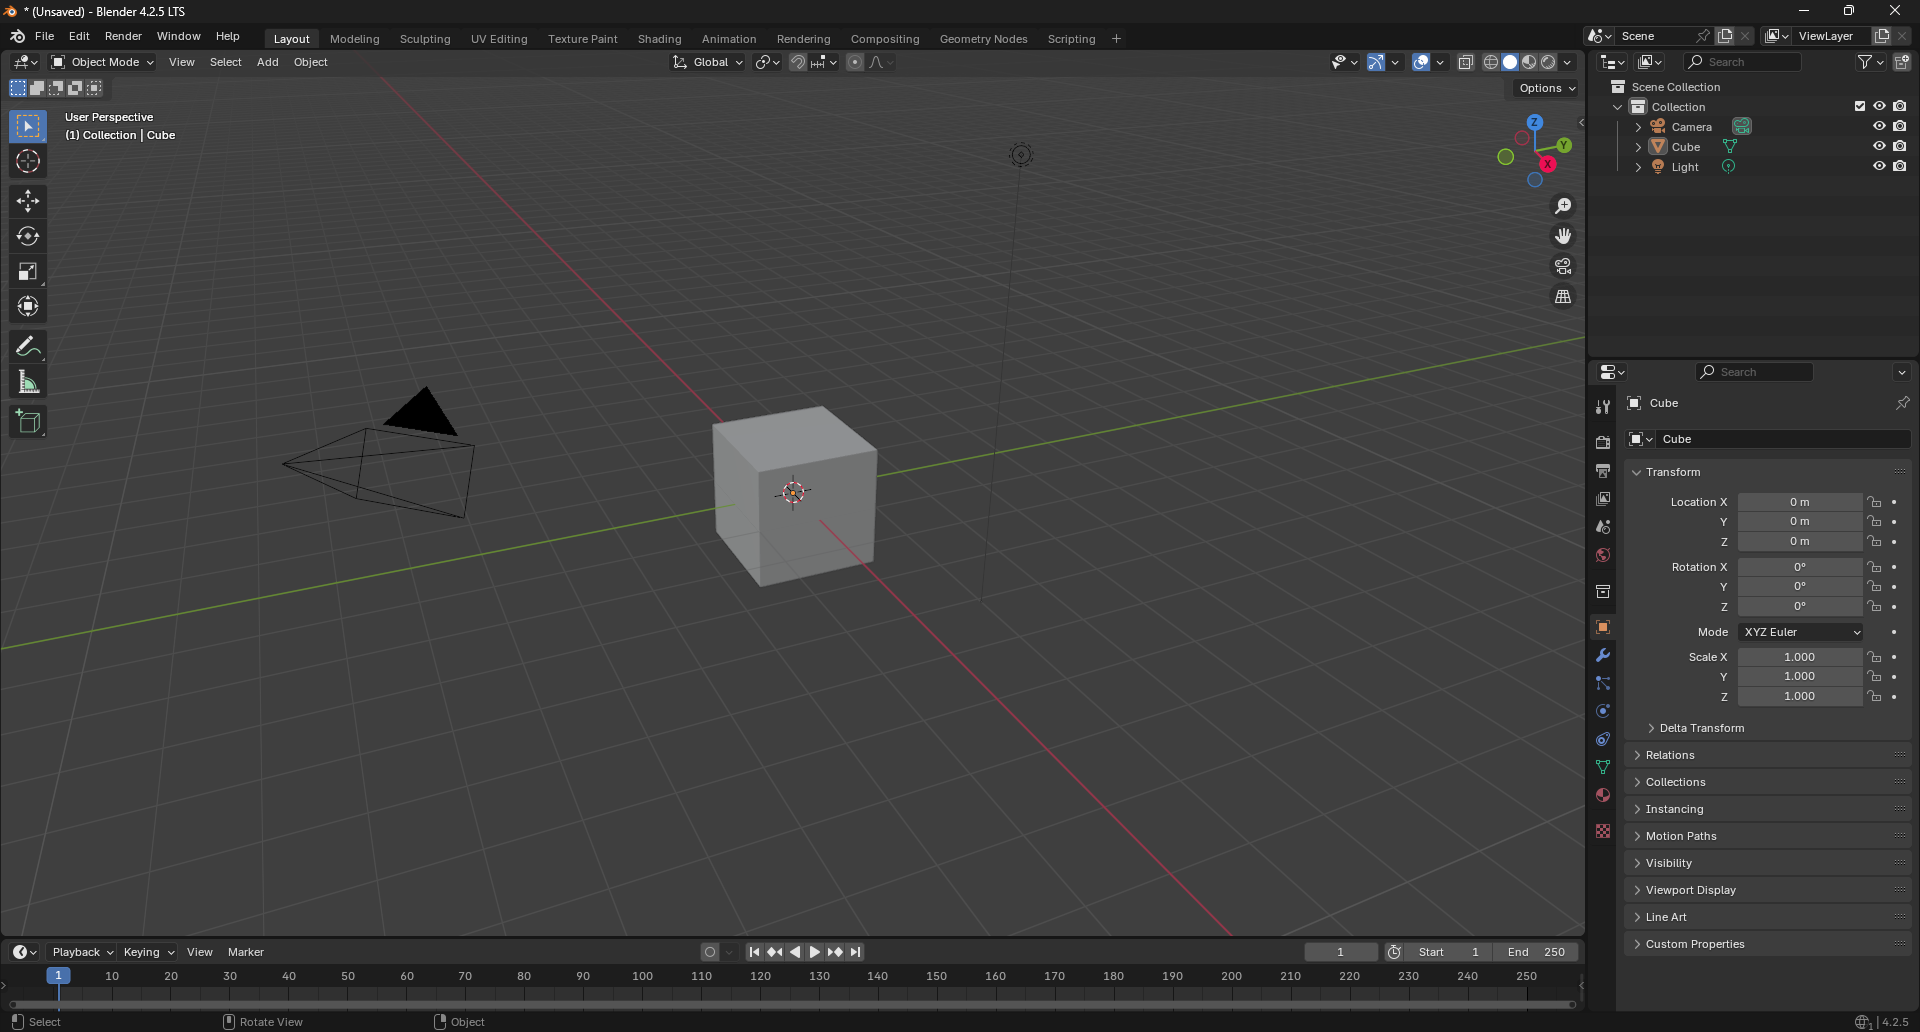 * (Unsaved) - Blender 4.2.5 LTS
File Edit Render Window Help
Layout Modeling Sculpting UV Editing Texture Paint Shading Animation Rendering Compositing Geometry Nodes Scripting +
Scene ViewLayer
Object Mode View Select Add Object
Global
Options
User Perspective
(1) Collection | Cube
Z
Y
X
Search
Scene Collection
Collection
Camera
Cube
Light
Search
Cube
Cube
Transform
Location X 0 m
Y 0 m
Z 0 m
Rotation X 0°
Y 0°
Z 0°
Mode XYZ Euler
Scale X 1.000
Y 1.000
Z 1.000
Delta Transform
Relations
Collections
Instancing
Motion Paths
Visibility
Viewport Display
Line Art
Custom Properties
Playback Keying View Marker
1 Start 1 End 250
1 10 20 30 40 50 60 70 80 90 100 110 120 130 140 150 160 170 180 190 200 210 220 230 240 250
Select Rotate View Object
1 | 4.2.5